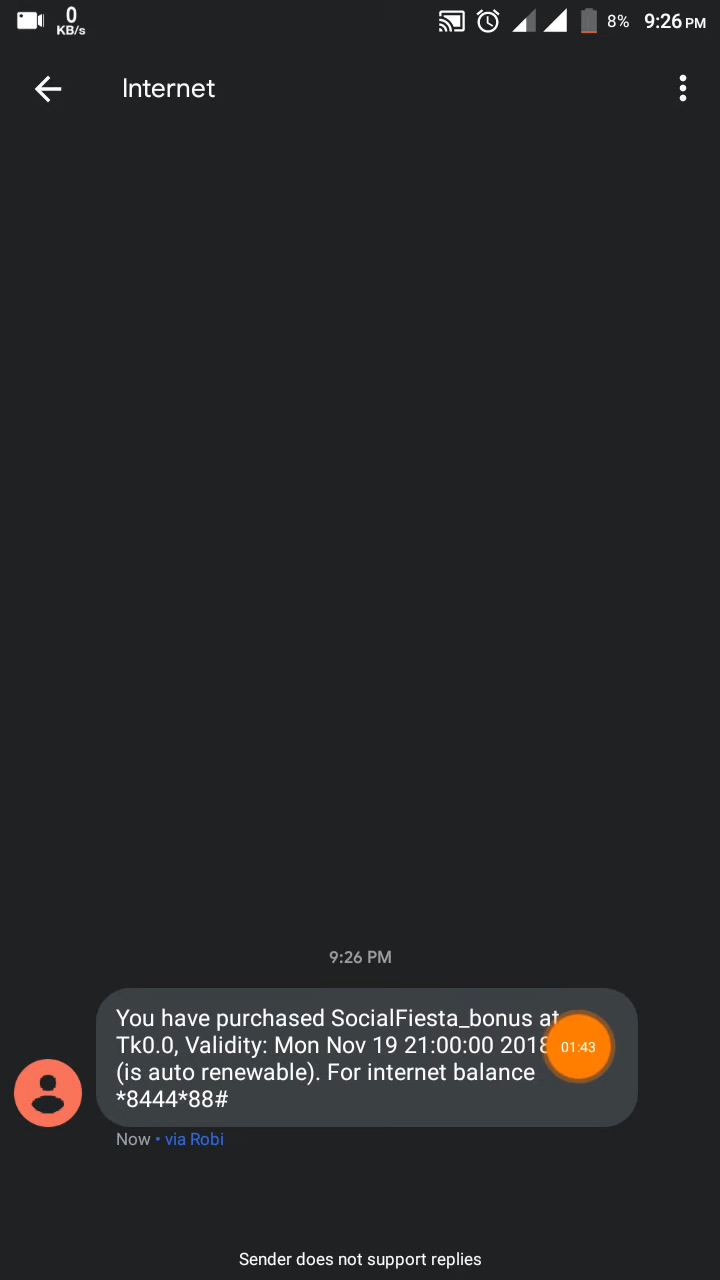 0
KB/s
8%
9:26 PM
Internet
9:26 PM
You have purchased SocialFiesta_bonus at
Tk0.0, Validity: Mon Nov 19 21:00:00 2018
(is auto renewable). For internet balance
*8444*88#
01:43
Now • via Robi
Sender does not support replies